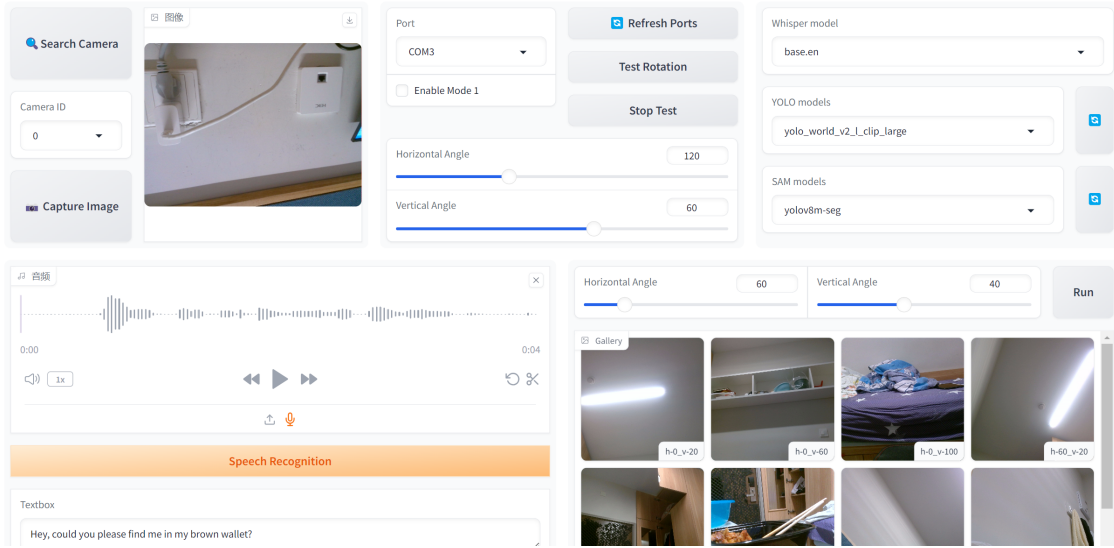 Search Camera
Camera ID
0
Capture Image
图像
Port
COM3
Enable Mode 1
Refresh Ports
Test Rotation
Stop Test
Horizontal Angle
120
Vertical Angle
60
Whisper model
base.en
YOLO models
yolo_world_v2_l_clip_large
SAM models
yolov8m-seg
音频
0:00
0:04
1x
Speech Recognition
Textbox
Hey, could you please find me in my brown wallet?
Horizontal Angle
60
Vertical Angle
40
Run
Gallery
h-0_v-20
h-0_v-60
h-0_v-100
h-60_v-20